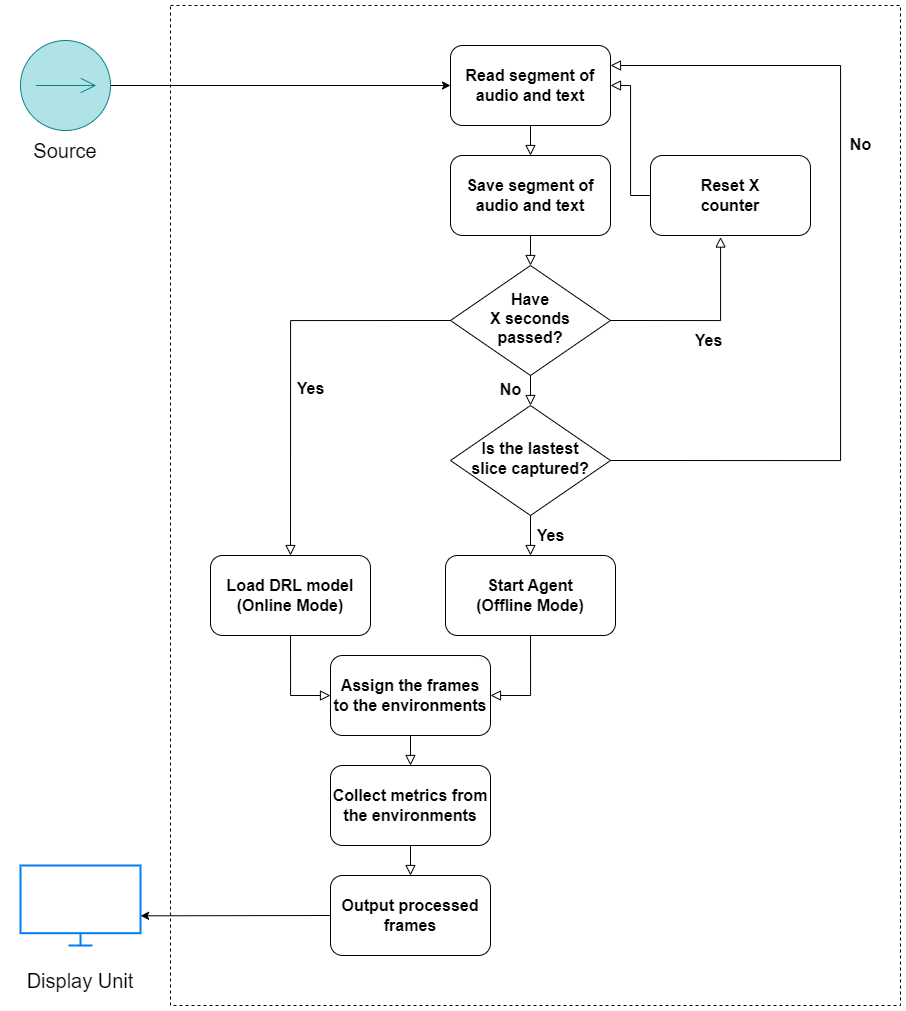 Source
Read segment of
audio and text
No
Save segment of
audio and text
Reset X
counter
Have
X seconds
passed?
Yes
Yes
No
Is the lastest
slice captured?
Yes
Load DRL model
(Online Mode)
Start Agent
(Offline Mode)
Assign the frames
to the environments
Collect metrics from
the environments
Output processed
frames
Display Unit